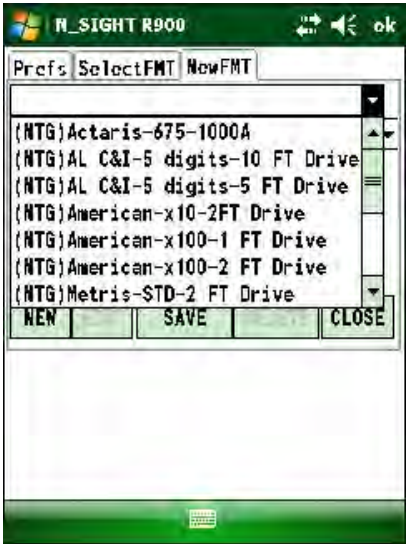 N_SIGHT R900 ok
Prefs SelectFMT NewFMT
(NTG)Actaris-675-1000A
(NTG)AL C&I-5 digits-10 FT Drive
(NTG)AL C&I-5 digits-5 FT Drive
(NTG)American-x10-2FT Drive
(NTG)American-x100-1 FT Drive
(NTG)American-x100-2 FT Drive
(NTG)Metris-STD-2 FT Drive
NEW SAVE CLOSE